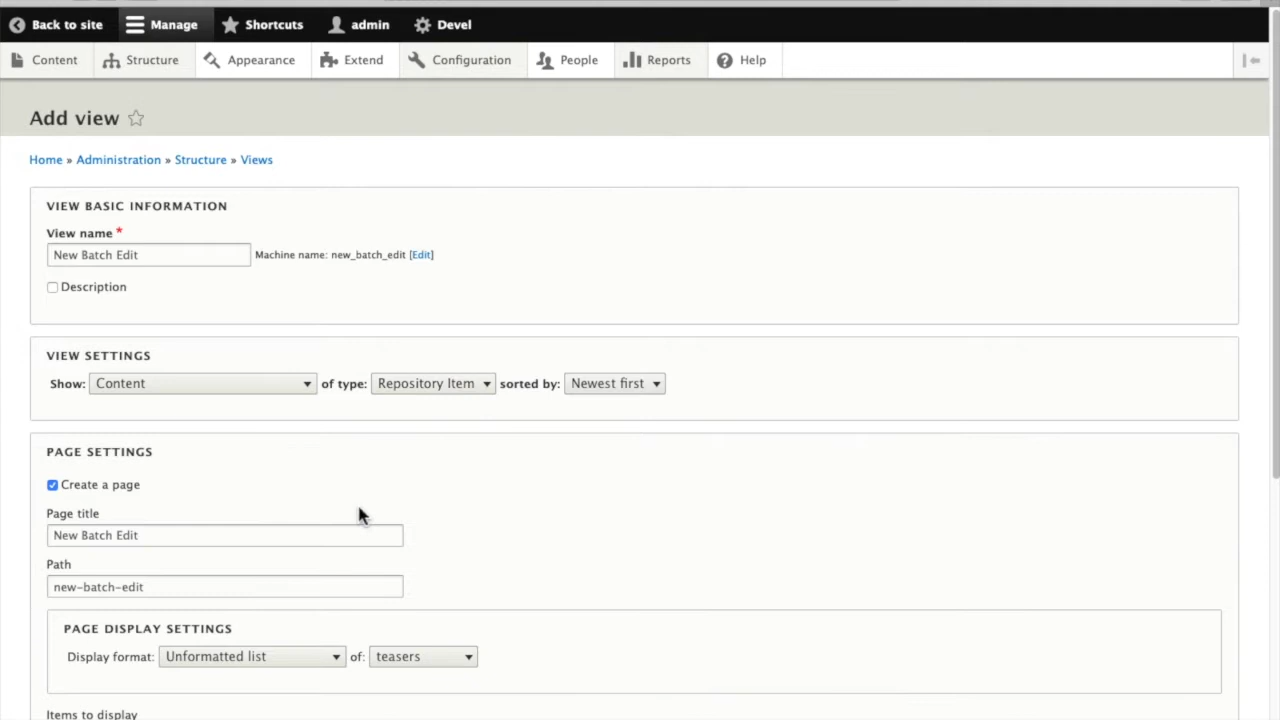 Back to site Manage Shortcuts admin Devel
Content Structure Appearance Extend Configuration People Reports Help
Add view
Home » Administration » Structure » Views
VIEW BASIC INFORMATION
View name *
New Batch Edit Machine name: new_batch_edit [Edit]
Description
VIEW SETTINGS
Show: Content of type: Repository Item sorted by: Newest first
PAGE SETTINGS
Create a page
Page title
New Batch Edit
Path
new-batch-edit
PAGE DISPLAY SETTINGS
Display format: Unformatted list of: teasers
Items to display